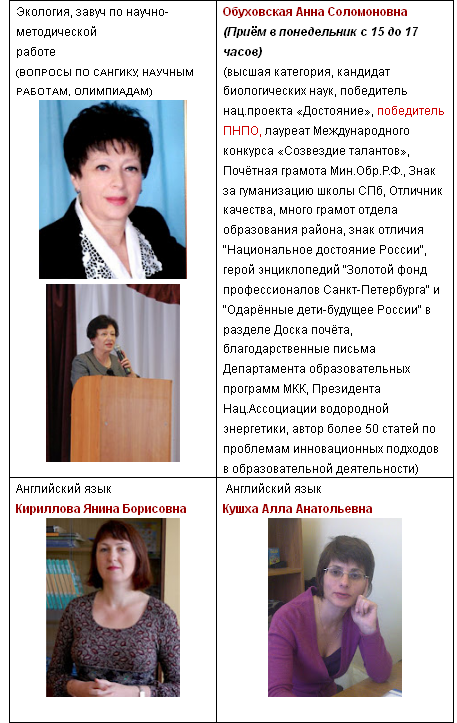 Экология, завуч по научно-
методической
работе
(ВОПРОСЫ ПО САНГИКУ, НАУЧНЫМ
РАБОТАМ, ОЛИМПИАДАМ)
Обуховская Анна Соломоновна
(Приём в понедельник с 15 до 17
часов)
(высшая категория, кандидат
биологических наук, победитель
нац.проекта «Достояние», победитель
ПНПО, лауреат Международного
конкурса «Созвездие талантов»,
Почётная грамота Мин.Обр.Р.Ф., Знак
за гуманизацию школы СПб, Отличник
качества, много грамот отдела
образования района, знак отличия
"Национальное достояние России",
герой энциклопедий "Золотой фонд
профессионалов Санкт-Петербурга" и
"Одарённые дети-будущее России" в
разделе Доска почёта,
благодарственные письма
Департамента образовательных
программ МКК, Президента
Нац.Ассоциации водородной
энергетики, автор более 50 статей по
проблемам инновационных подходов
в образовательной деятельности)
Английский язык
Кириллова Янина Борисовна
Английский язык
Кушха Алла Анатольевна